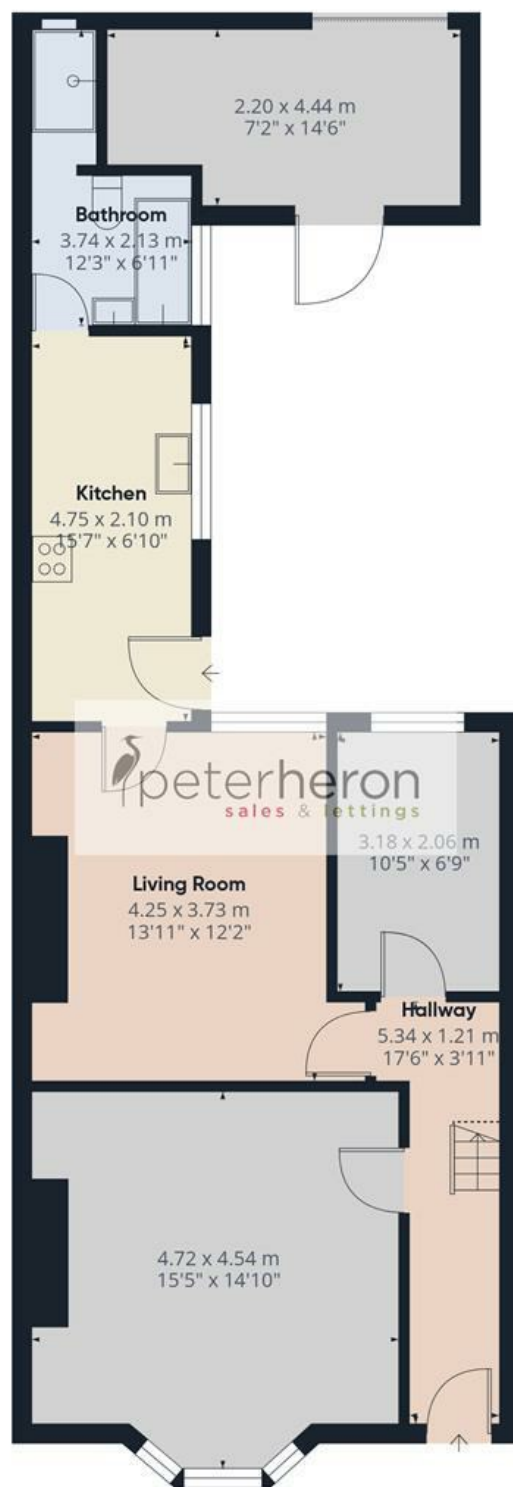 2.20 x 4.44 m
7'2" x 14'6"
Bathroom
3.74 x 2.13 m
12'3" x 6'11"
Kitchen
4.75 x 2.10 m
15'7" x 6'10"
peterheron
sales & lettings
3.18 x 2.06 m
10'5" x 6'9"
Living Room
4.25 x 3.73 m
13'11" x 12'2"
Hallway
5.34 x 1.21 m
17'6" x 3'11"
4.72 x 4.54 m
15'5" x 14'10"